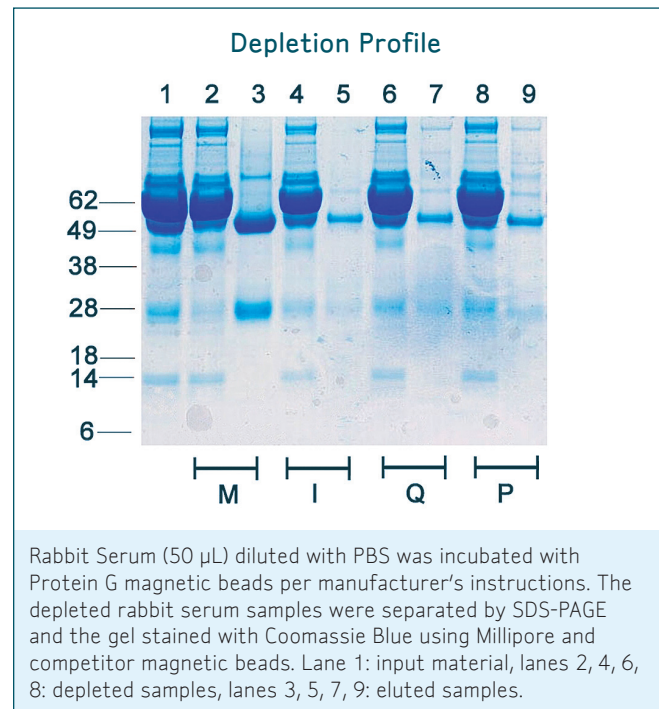 Depletion Profile
1 2 3 4 5 6 7 8 9
62
49
38
28
18
14
6
M I Q P
Rabbit Serum (50 µL) diluted with PBS was incubated with
Protein G magnetic beads per manufacturer's instructions. The
depleted rabbit serum samples were separated by SDS-PAGE
and the gel stained with Coomassie Blue using Millipore and
competitor magnetic beads. Lane 1: input material, lanes 2, 4, 6,
8: depleted samples, lanes 3, 5, 7, 9: eluted samples.